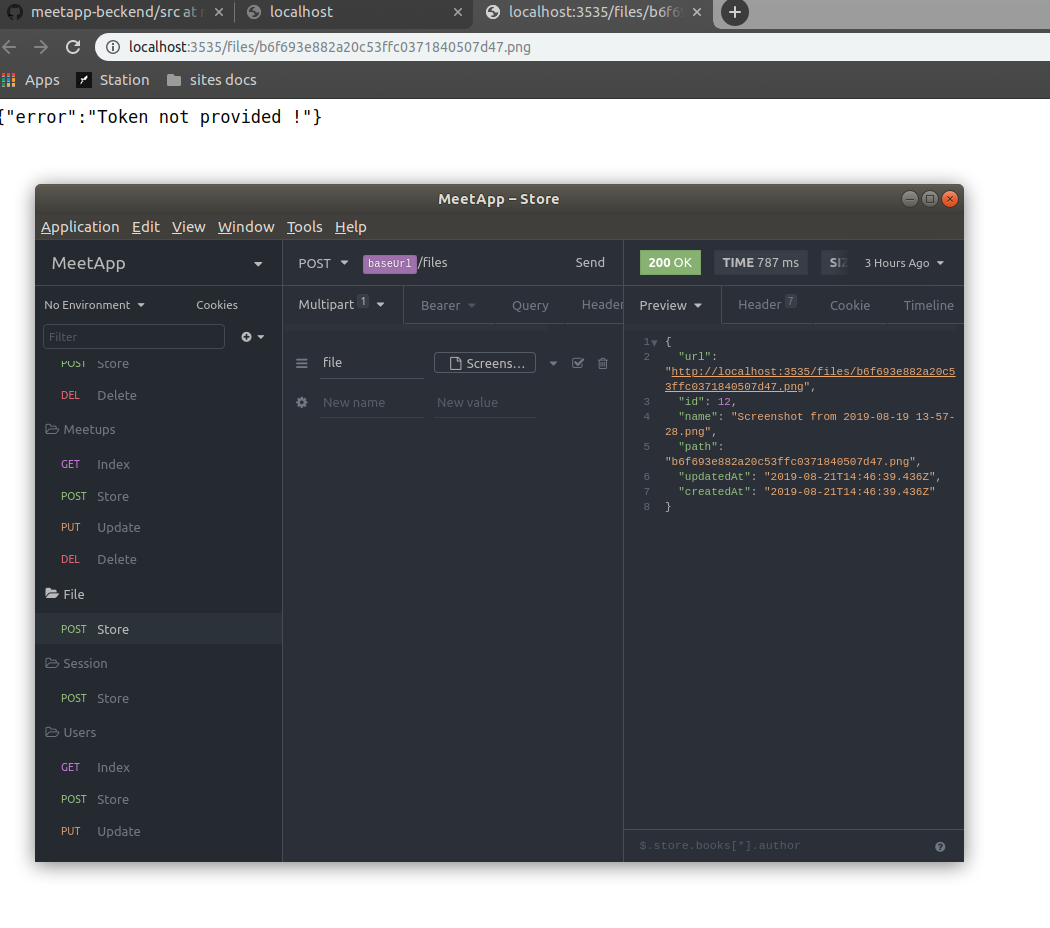 meetapp-beckend/src at
localhost
localhost:3535/files/b6f6
localhost:3535/files/b6f693e882a20c53ffc0371840507d47.png
Apps
Station
sites docs
{"error":"Token not provided !"}
MeetApp – Store
Application Edit View Window Tools Help
MeetApp
POST
baseUrl/files
Send
200 OK
TIME 787 ms
SIZ
3 Hours Ago
No Environment
Cookies
Multipart 1
Bearer
Query
Header
Preview
Header 7
Cookie
Timeline
Filter
POST Store
DEL Delete
Meetups
GET Index
POST Store
PUT Update
DEL Delete
File
POST Store
Session
POST Store
Users
GET Index
POST Store
PUT Update
file
Screens...
New name
New value
1 {
2 "url":
"http://localhost:3535/files/b6f693e882a20c5
3ffc0371840507d47.png",
3 "id": 12,
4 "name": "Screenshot from 2019-08-19 13-57-
28.png",
5 "path":
"b6f693e882a20c53ffc0371840507d47.png",
6 "updatedAt": "2019-08-21T14:46:39.436Z",
7 "createdAt": "2019-08-21T14:46:39.436Z"
8 }
$.store.books[*].author